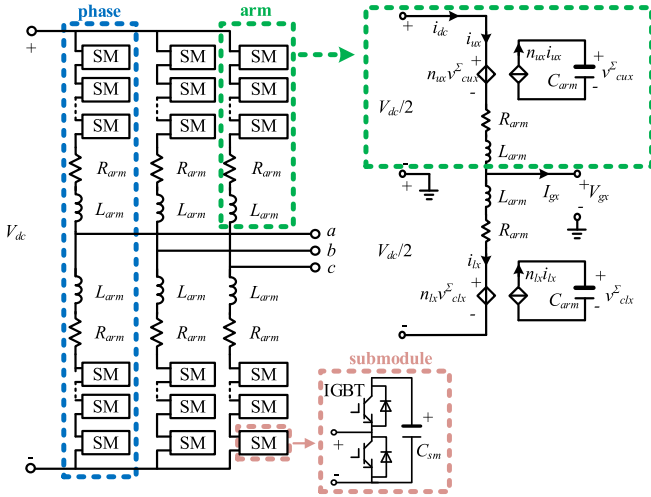 phase
arm
+
SM SM SM
SM SM SM
SM SM SM
R_arm R_arm R_arm
L_arm L_arm L_arm
V_dc
a
b
c
L_arm L_arm L_arm
R_arm R_arm R_arm
SM SM SM
SM SM SM
SM SM SM
-
submodule
IGBT
+
+
-
-
C_sm
+
i_dc
i_ux
n_ux v^Σ_cux
+
-
n_ux i_ux
C_arm
+
-
v^Σ_cux
V_dc/2
R_arm
L_arm
-
+
I_gx
+
V_gx
-
L_arm
R_arm
V_dc/2
i_lx
n_lx v^Σ_clx
+
-
n_lx i_lx
C_arm
+
-
v^Σ_clx
-